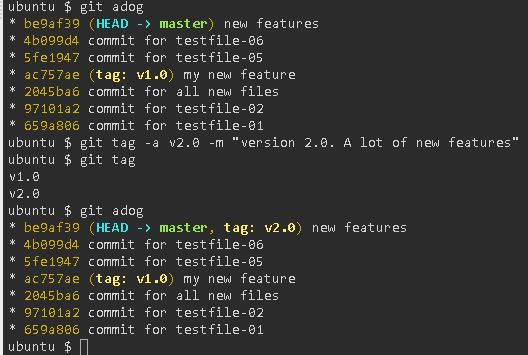 ubuntu $ git adog
* be9af39 (HEAD -> master) new features
* 4b099d4 commit for testfile-06
* 5fe1947 commit for testfile-05
* ac757ae (tag: v1.0) my new feature
* 2045ba6 commit for all new files
* 97101a2 commit for testfile-02
* 659a806 commit for testfile-01
ubuntu $ git tag -a v2.0 -m "version 2.0. A lot of new features"
ubuntu $ git tag
v1.0
v2.0
ubuntu $ git adog
* be9af39 (HEAD -> master, tag: v2.0) new features
* 4b099d4 commit for testfile-06
* 5fe1947 commit for testfile-05
* ac757ae (tag: v1.0) my new feature
* 2045ba6 commit for all new files
* 97101a2 commit for testfile-02
* 659a806 commit for testfile-01
ubuntu $